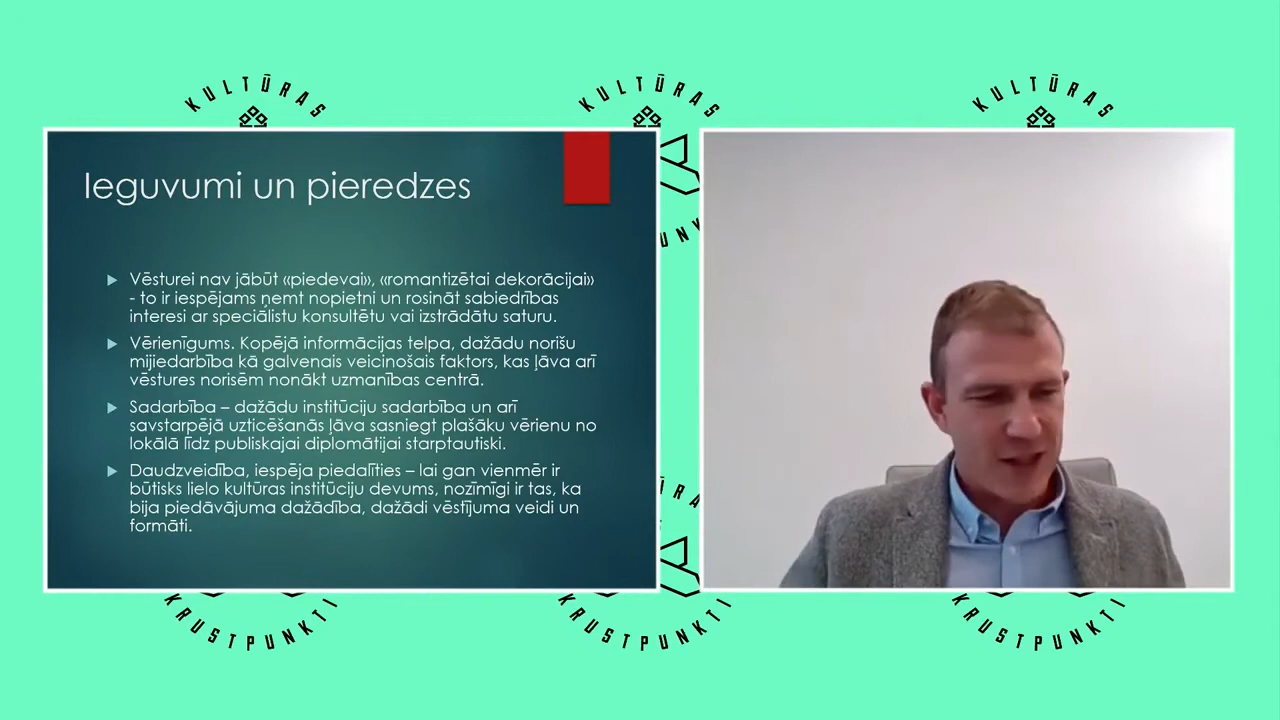 KULTŪRAS
KULTŪRAS
KULTŪRAS
Ieguvumi un pieredzes
Vēsturei nav jābūt «piedevai», «romantizētai dekorācijai»
- to ir iespējams ņemt nopietni un rosināt sabiedrības
interesi ar speciālistu konsultētu vai izstrādātu saturu.
Vērienīgums. Kopējā informācijas telpa, dažādu norišu
mijiedarbība kā galvenais veicinošais faktors, kas ļāva arī
vēstures norisēm nonākt uzmanības centrā.
Sadarbība – dažādu institūciju sadarbība un arī
savstarpējā uzticēšanās ļāva sasniegt plašāku vērienu no
lokālā līdz publiskajai diplomātijai starptautiski.
Daudzveidība, iespēja piedalīties – lai gan vienmēr ir
būtisks lielo kultūras institūciju devums, nozīmīgi ir tas, ka
bija piedāvājuma dažādība, dažādi vēstījuma veidi un
formāti.
KRUSTPUNKTI
KRUSTPUNKTI
KRUSTPUNKTI